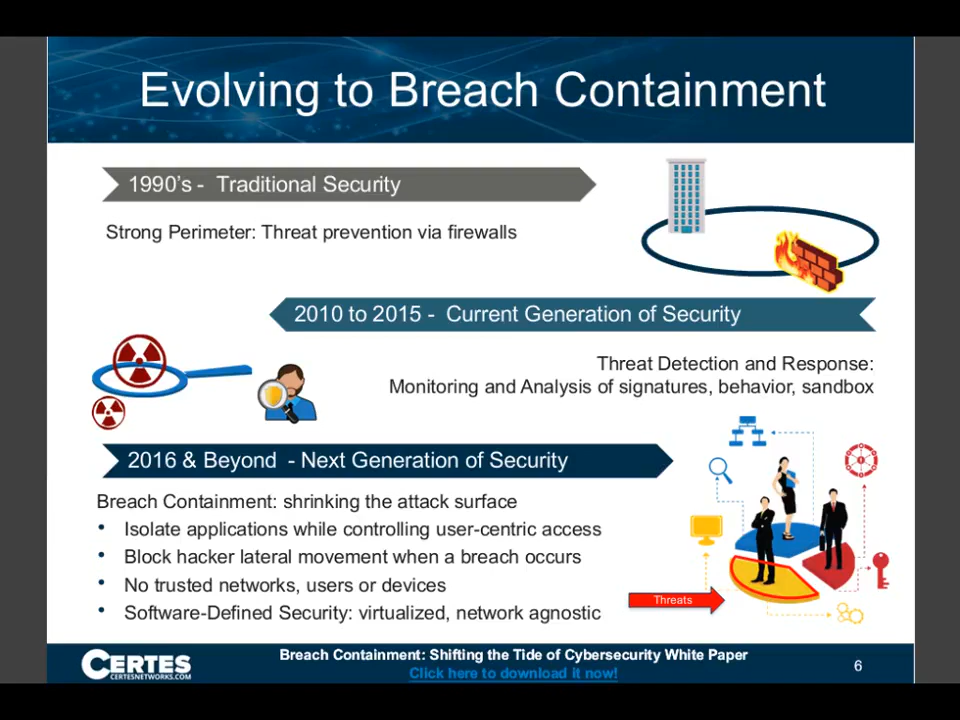 Evolving to Breach Containment
1990's - Traditional Security
Strong Perimeter: Threat prevention via firewalls
2010 to 2015 - Current Generation of Security
Threat Detection and Response:
Monitoring and Analysis of signatures, behavior, sandbox
2016 & Beyond - Next Generation of Security
Breach Containment: shrinking the attack surface
• Isolate applications while controlling user-centric access
• Block hacker lateral movement when a breach occurs
• No trusted networks, users or devices
• Software-Defined Security: virtualized, network agnostic
Threats
CERTES
CERTESNETWORKS.COM
Breach Containment: Shifting the Tide of Cybersecurity White Paper
Click here to download it now!
6